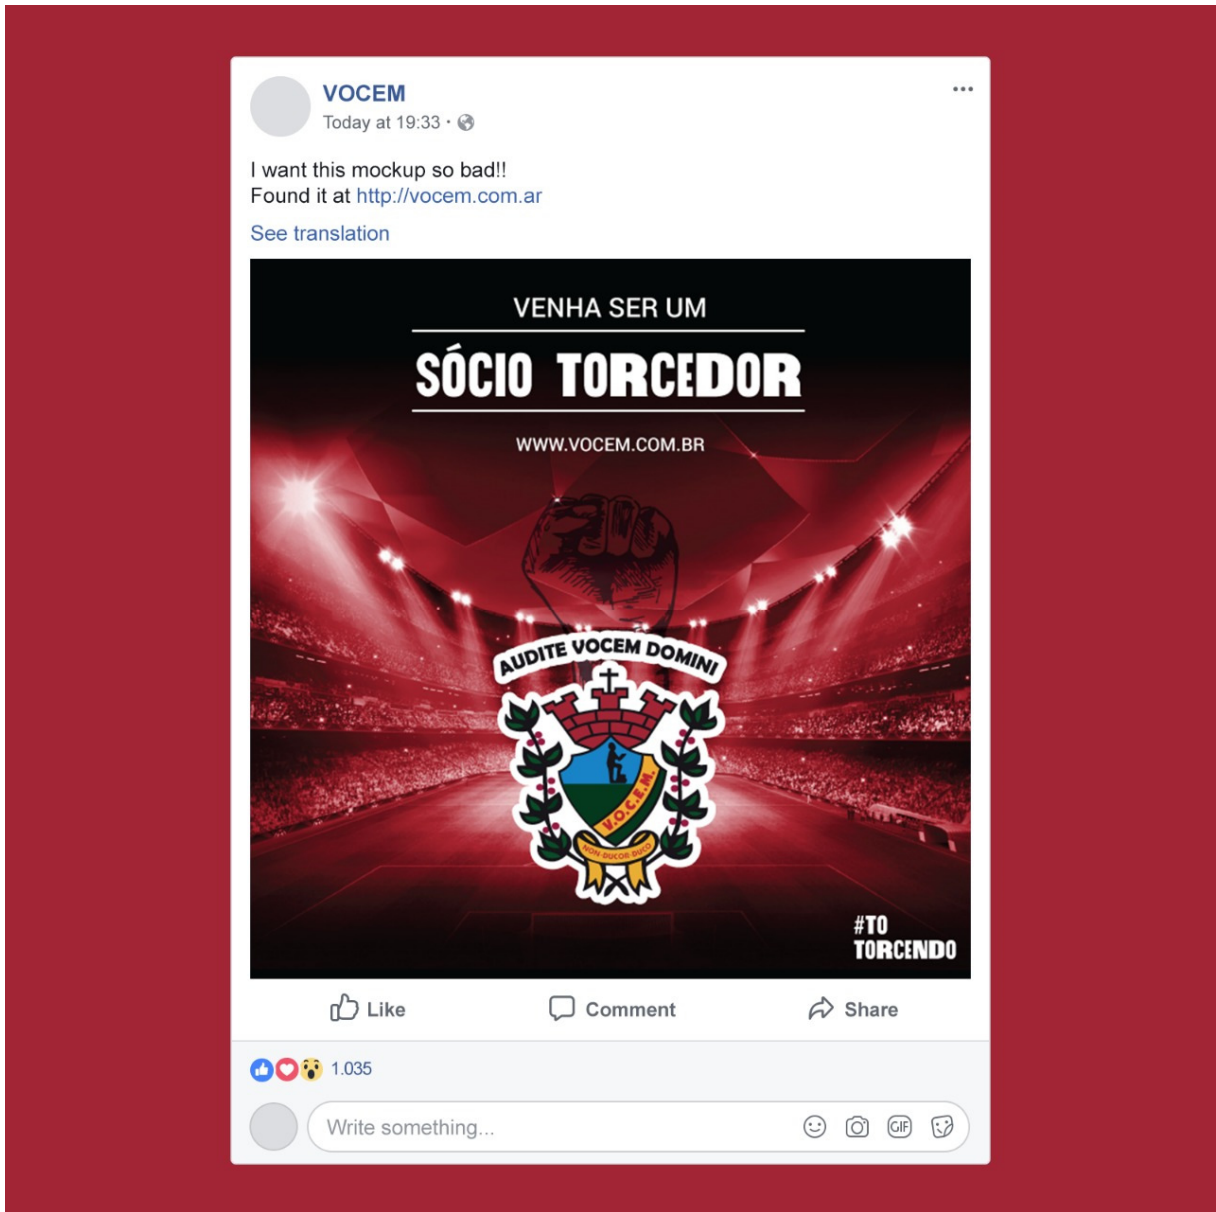 VOCEM
Today at 19:33 ·
I want this mockup so bad!!
Found it at http://vocem.com.ar
See translation
VENHA SER UM
SÓCIO TORCEDOR
WWW.VOCEM.COM.BR
AUDITE VOCEM DOMINI
V.O.C.E.M.
NON·DUCOR·DUCO
#TO
TORCENDO
Like Comment Share
1.035
Write something... GIF